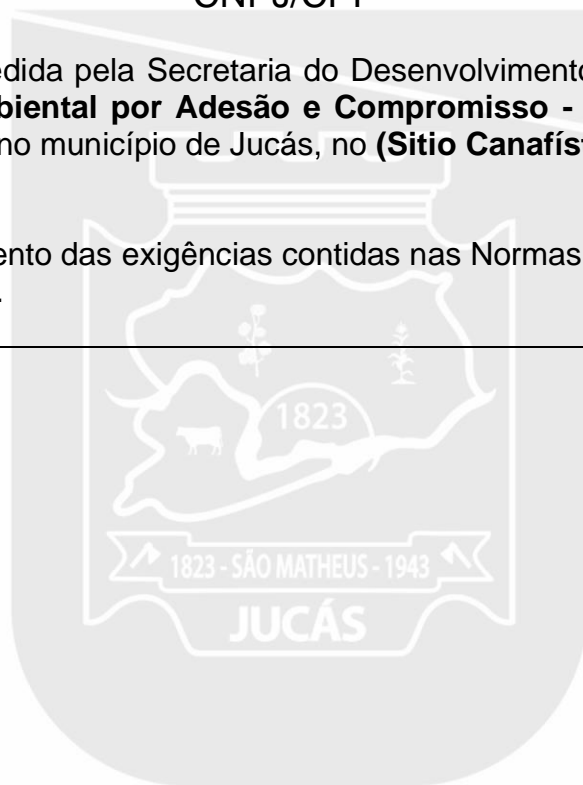 CNPJ/CPF
edida pela Secretaria do Desenvolvimento
biental por Adesão e Compromisso -
no município de Jucás, no (Sitio Canafíst
ento das exigências contidas nas Normas
.
1823
1823 - SÃO MATHEUS - 1943
JUCÁS